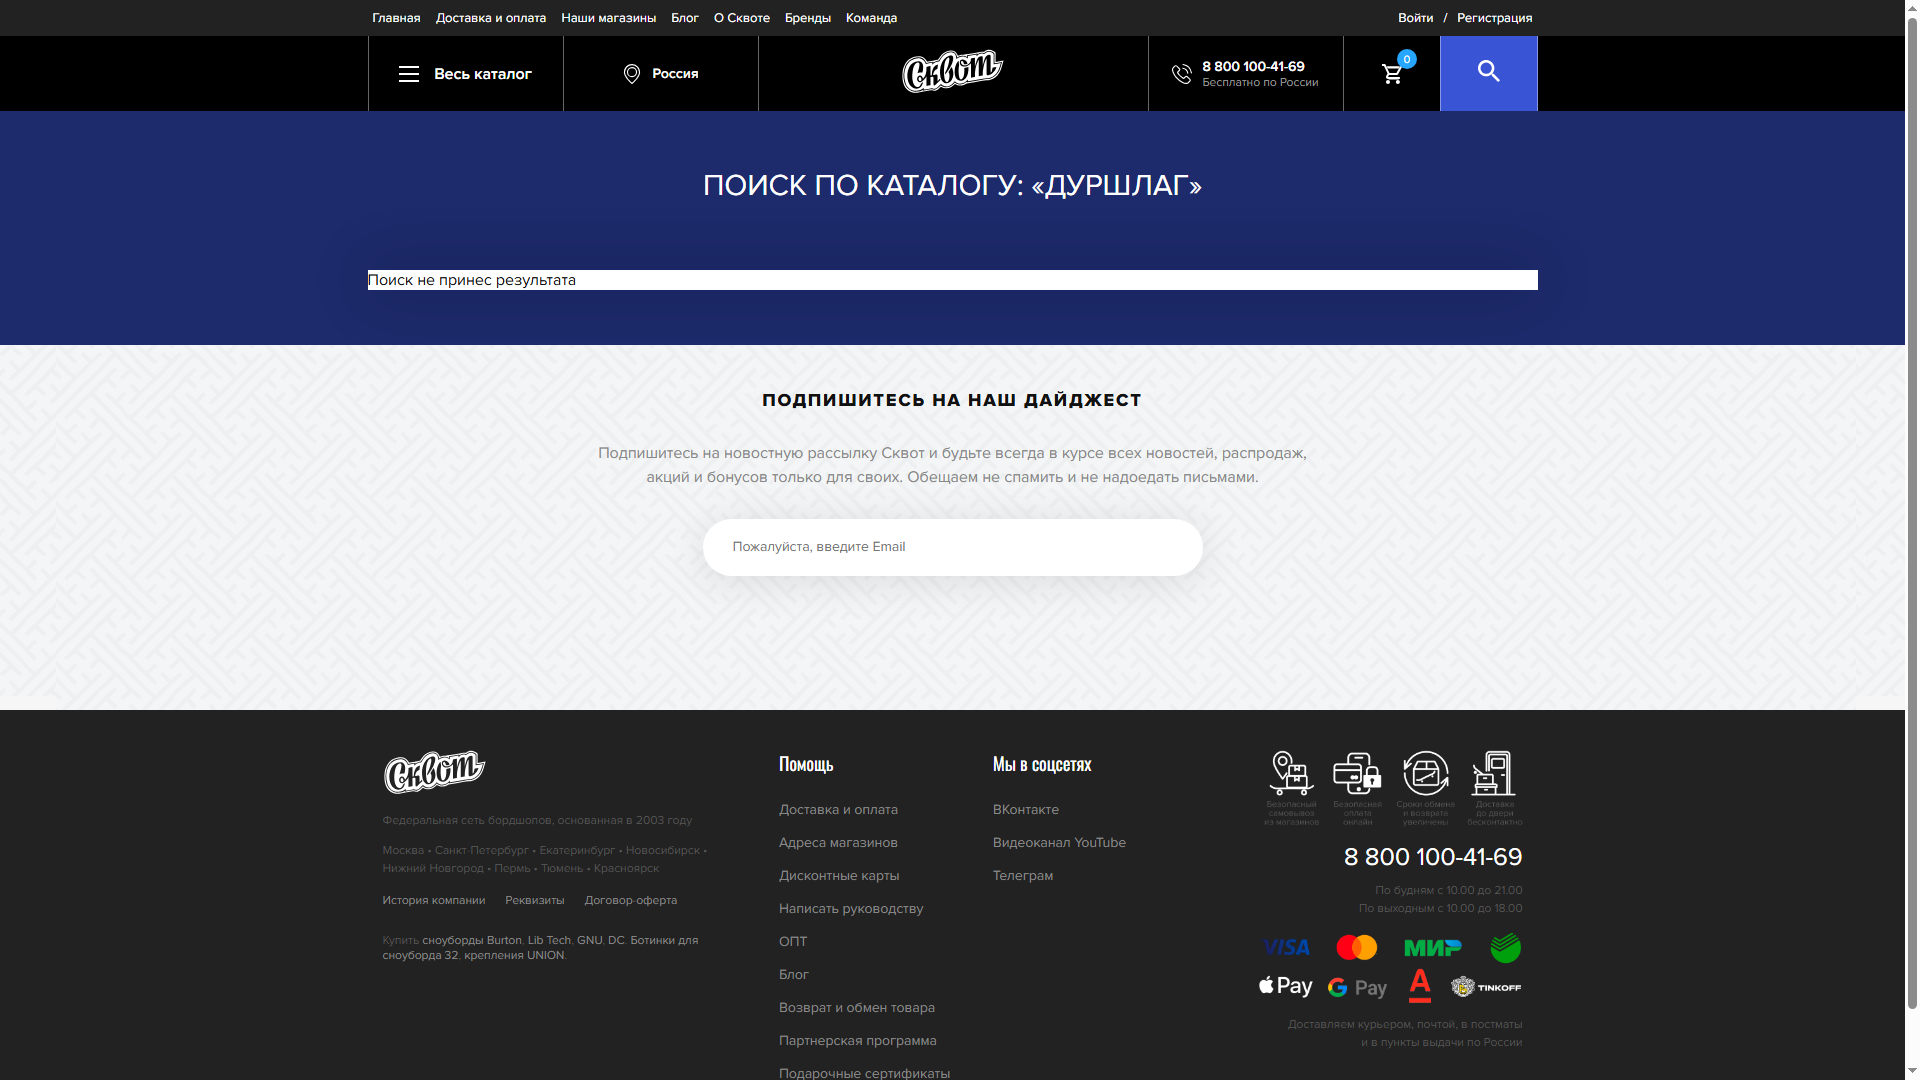 Главная Доставка и оплата Наши магазины Блог О Сквоте Бренды Команда Войти / Регистрация
Весь каталог Россия Сквот 8 800 100-41-69 Бесплатно по России 0
ПОИСК ПО КАТАЛОГУ: «ДУРШЛАГ»
Поиск не принес результата
ПОДПИШИТЕСЬ НА НАШ ДАЙДЖЕСТ
Подпишитесь на новостную рассылку Сквот и будьте всегда в курсе всех новостей, распродаж,
акций и бонусов только для своих. Обещаем не спамить и не надоедать письмами.
Пожалуйста, введите Email
Сквот
Федеральная сеть бордшопов, основанная в 2003 году
Москва • Санкт-Петербург • Екатеринбург • Новосибирск •
Нижний Новгород • Пермь • Тюмень • Красноярск
История компании Реквизиты Договор-оферта
Купить сноуборды Burton, Lib Tech, GNU, DC. Ботинки для
сноуборда 32, крепления UNION.
Помощь
Доставка и оплата
Адреса магазинов
Дисконтные карты
Написать руководству
ОПТ
Блог
Возврат и обмен товара
Партнерская программа
Подарочные сертификаты
Мы в соцсетях
ВКонтакте
Видеоканал YouTube
Телеграм
Безопасный самовывоз из магазинов
Безопасная оплата онлайн
Сроки обмена и возврата увеличены
Доставка до двери бесконтактно
8 800 100-41-69
По будням с 10.00 до 21.00
По выходным с 10.00 до 18.00
VISA МИР
Pay G Pay А TINKOFF
Доставляем курьером, почтой, в постматы
и в пункты выдачи по России